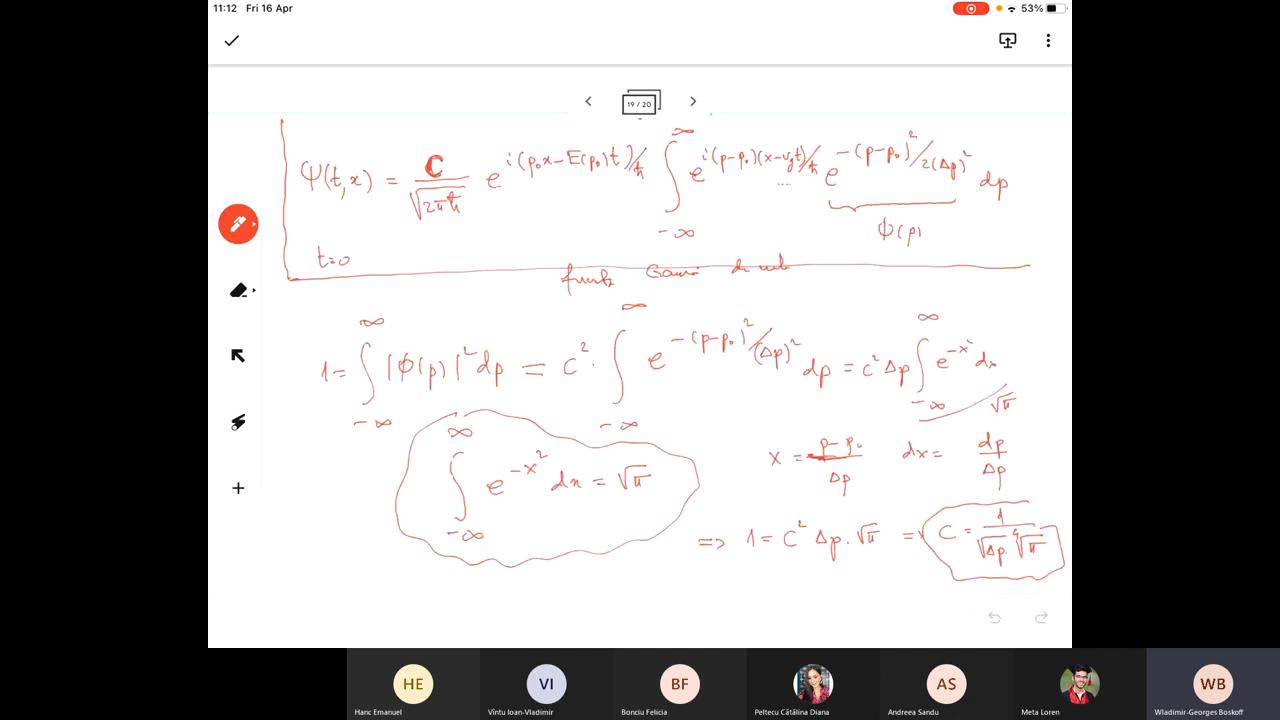 11:12 Fri 16 Apr
53%
19 / 20
ψ(t,x) = C/√(2πħ) e^{i(p₀x−E(p₀)t)/ħ} ∫_{-∞}^{∞} e^{i(p−p₀)(x−v_g t)/ħ} e^{−(p−p₀)²/2(Δp)²} dp
ϕ(p)
t=0
1 = ∫_{-∞}^{∞} |ϕ(p)|² dp = C² · ∫_{-∞}^{∞} e^{−(p−p₀)²/(Δp)²} dp = C² Δp ∫_{-∞}^{∞} e^{−x²} dx
√π
∫_{-∞}^{∞} e^{−x²} dx = √π
x = (p−p₀)/Δp dx = dp/Δp
=> 1 = C² Δp · √π => C = 1/(√Δp · ⁴√π)
HE VI BF AS WB
Hanc Emanuel Vîntu Ioan-Vladimir Bonciu Felicia Peltecu Cătălina Diana Andreea Sandu Meta Loren Wladimir-Georges Boskoff